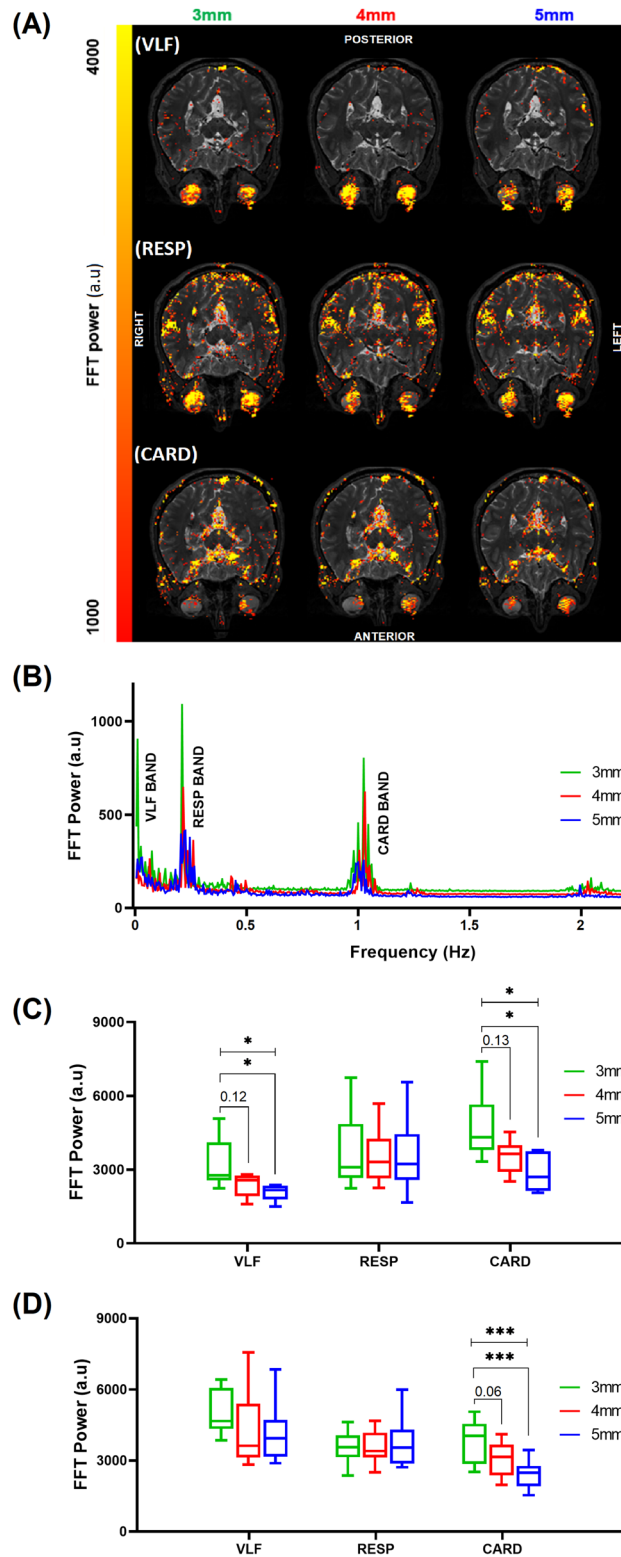 (A)
3mm 4mm 5mm
4000
(VLF)
POSTERIOR
(RESP)
FFT power (a.u)
RIGHT
LEFT
(CARD)
1000
ANTERIOR
(B)
FFT Power (a.u)
1000
500
0
VLF BAND
RESP BAND
CARD BAND
3mm
4mm
5mm
0 0.5 1 1.5 2
Frequency (Hz)
(C)
FFT Power (a.u)
9000
6000
3000
0
*
*
0.12
*
*
0.13
3mm
4mm
5mm
VLF RESP CARD
(D)
FFT Power (a.u)
9000
6000
3000
0
***
***
0.06
3mm
4mm
5mm
VLF RESP CARD